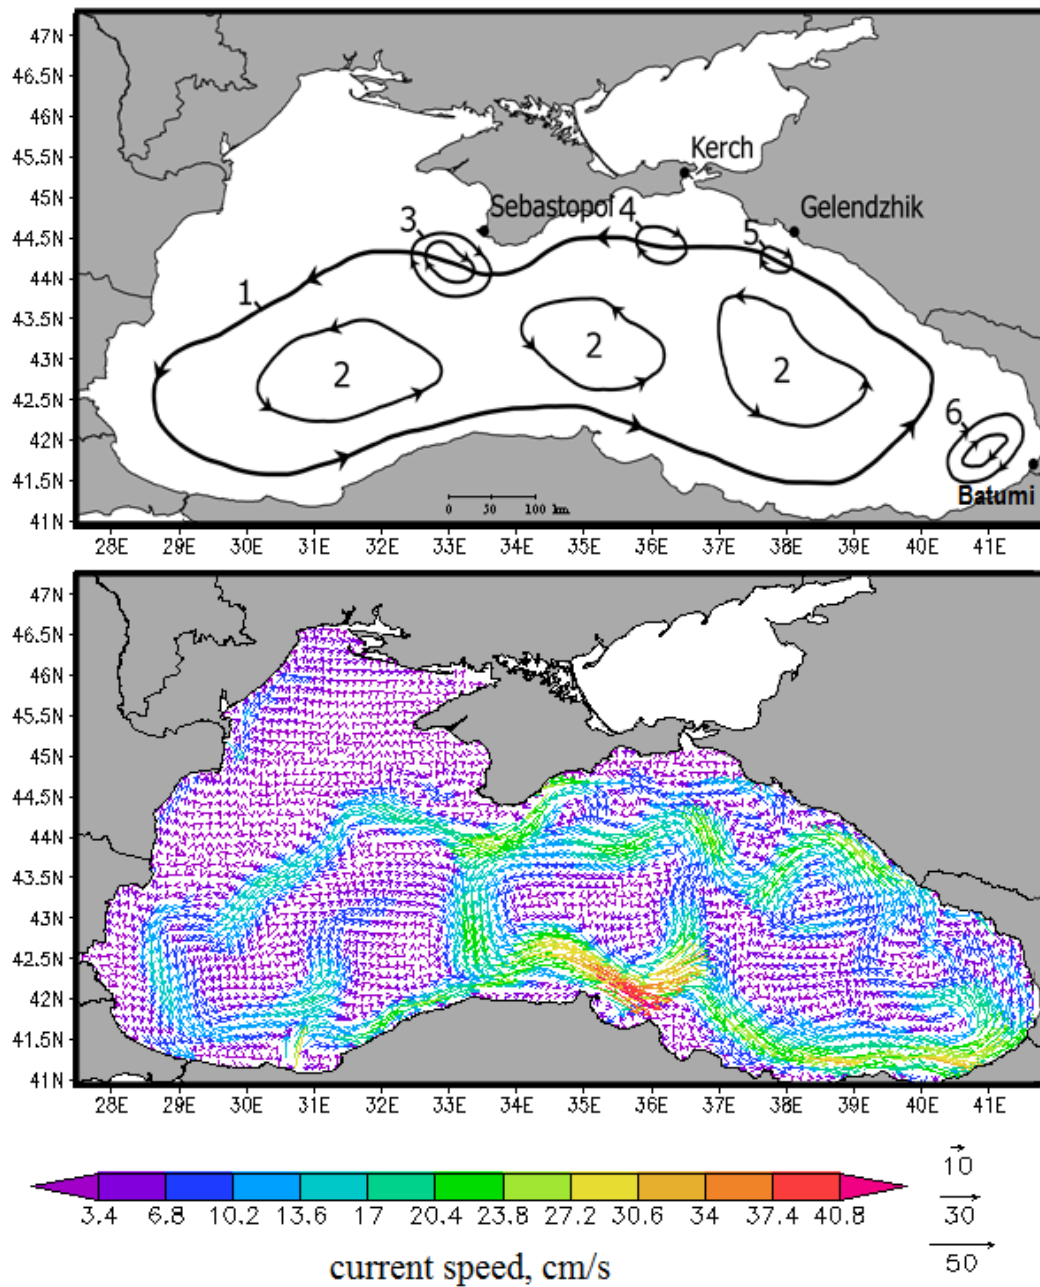 47N
46.5N
46N
45.5N
45N
44.5N
44N
43.5N
43N
42.5N
42N
41.5N
41N
Kerch
Sebastopol
Gelendzhik
Batumi
1
2
2
2
3
4
5
6
0 50 100 km.
28E 29E 30E 31E 32E 33E 34E 35E 36E 37E 38E 39E 40E 41E
47N
46.5N
46N
45.5N
45N
44.5N
44N
43.5N
43N
42.5N
42N
41.5N
41N
28E 29E 30E 31E 32E 33E 34E 35E 36E 37E 38E 39E 40E 41E
3.4 6.8 10.2 13.6 17 20.4 23.8 27.2 30.6 34 37.4 40.8
10
30
50
current speed, cm/s